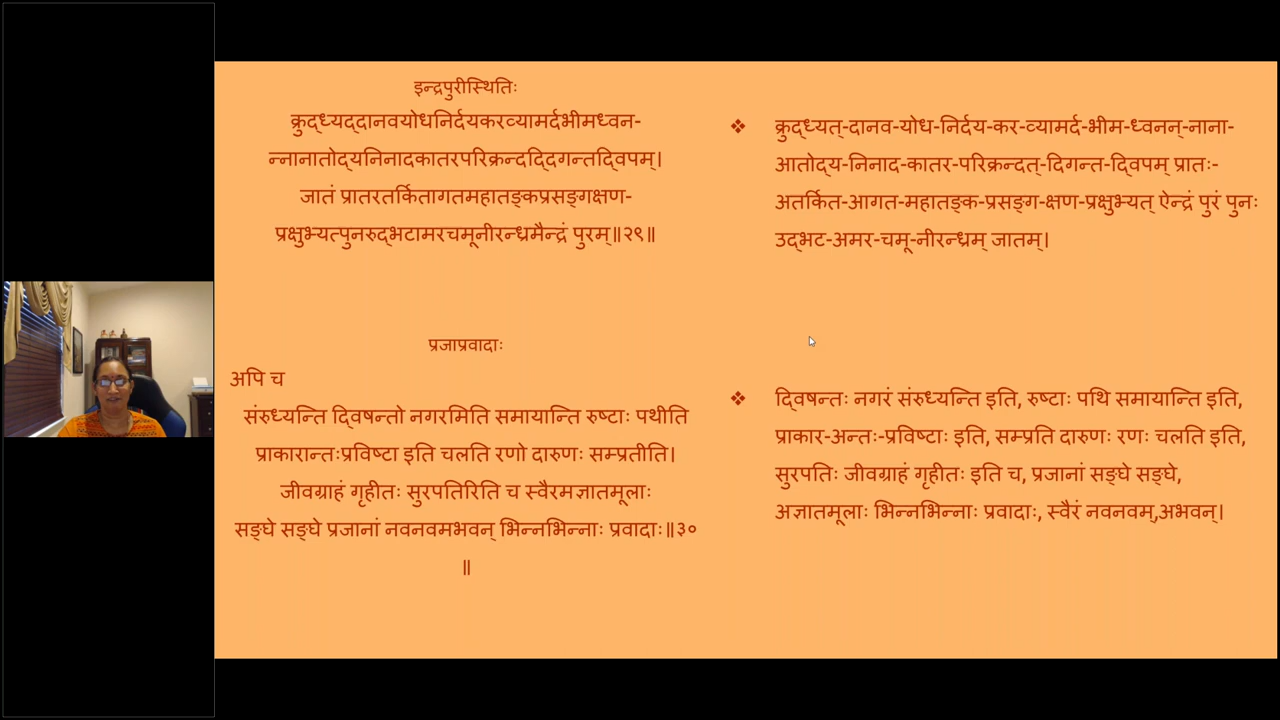 इन्द्रपुरीस्थितिः
क्रुद्ध्यद्दानवयोधनिर्दयकरव्यामर्दभीमध्वन-
न्नानातोद्यनिनादकातरपरिक्रन्दद्दिगन्तद्विपम्।
जातं प्रातरतर्कितागतमहातङ्कप्रसङ्गक्षण-
प्रक्षुभ्यत्पुनरुद्भटामरचमूनीरन्ध्रमैन्द्रं पुरम्॥२९॥
प्रजाप्रवादाः
अपि च
संरुध्यन्ति द्विषन्तो नगरमिति समायान्ति रुष्टाः पथीति
प्राकारान्तःप्रविष्टा इति चलति रणो दारुणः सम्प्रतीति।
जीवग्राहं गृहीतः सुरपतिरिति च स्वैरमज्ञातमूलाः
सङ्घे सङ्घे प्रजानां नवनवमभवन् भिन्नभिन्नाः प्रवादाः॥३०
॥
❖ क्रुद्ध्यत्-दानव-योध-निर्दय-कर-व्यामर्द-भीम-ध्वनन्-नाना-
आतोद्य-निनाद-कातर-परिक्रन्दत्-दिगन्त-द्विपम् प्रातः-
अतर्कित-आगत-महातङ्क-प्रसङ्ग-क्षण-प्रक्षुभ्यत् ऐन्द्रं पुरं पुनः
उद्भट-अमर-चमू-नीरन्ध्रम् जातम्।
❖ द्विषन्तः नगरं संरुध्यन्ति इति, रुष्टाः पथि समायान्ति इति,
प्राकार-अन्तः-प्रविष्टाः इति, सम्प्रति दारुणः रणः चलति इति,
सुरपतिः जीवग्राहं गृहीतः इति च, प्रजानां सङ्घे सङ्घे,
अज्ञातमूलाः भिन्नभिन्नाः प्रवादाः, स्वैरं नवनवम्,अभवन्।